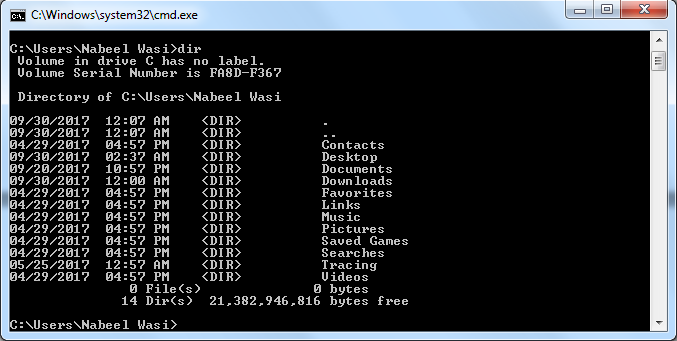 C:\Windows\system32\cmd.exe
C:\Users\Nabeel Wasi>dir
 Volume in drive C has no label.
 Volume Serial Number is FA8D-F367

 Directory of C:\Users\Nabeel Wasi

09/30/2017  12:07 AM    <DIR>          .
09/30/2017  12:07 AM    <DIR>          ..
04/29/2017  04:57 PM    <DIR>          Contacts
09/30/2017  02:37 AM    <DIR>          Desktop
09/20/2017  10:57 PM    <DIR>          Documents
09/30/2017  12:00 AM    <DIR>          Downloads
04/29/2017  04:57 PM    <DIR>          Favorites
04/29/2017  04:57 PM    <DIR>          Links
04/29/2017  04:57 PM    <DIR>          Music
04/29/2017  04:57 PM    <DIR>          Pictures
04/29/2017  04:57 PM    <DIR>          Saved Games
04/29/2017  04:57 PM    <DIR>          Searches
05/25/2017  12:57 AM    <DIR>          Tracing
04/29/2017  04:57 PM    <DIR>          Videos
               0 File(s)              0 bytes
              14 Dir(s)  21,382,946,816 bytes free

C:\Users\Nabeel Wasi>